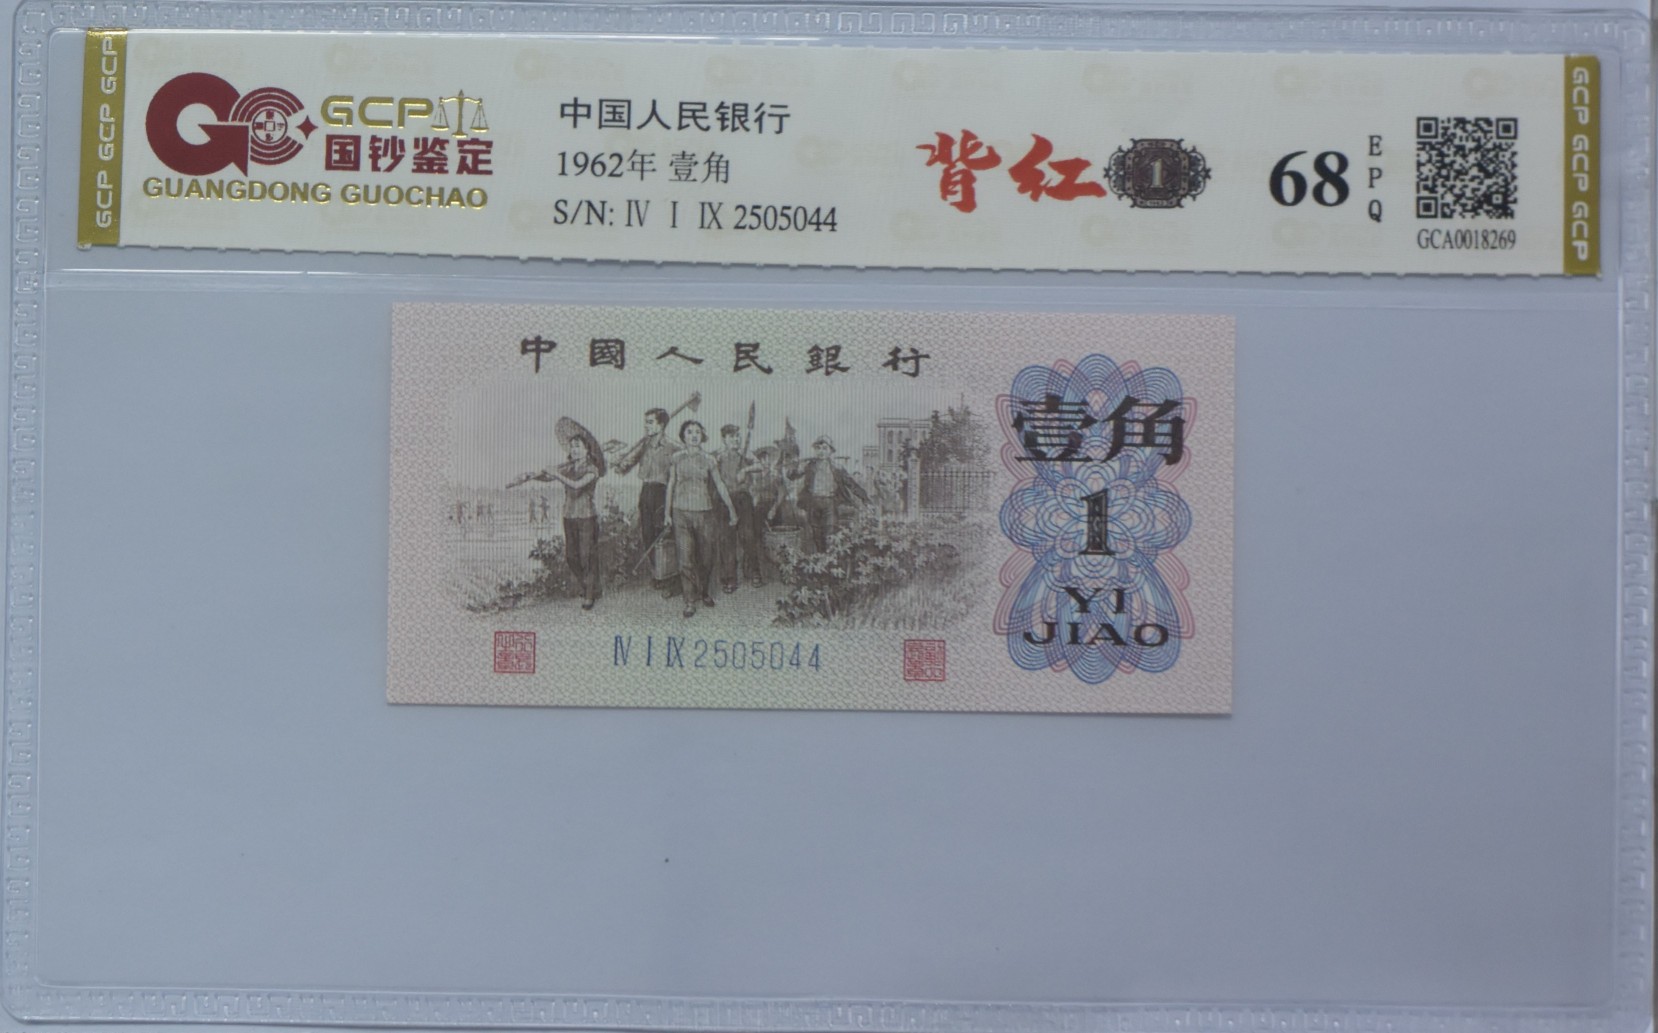 GCP GCP GCP
GCP
国钞鉴定
GUANGDONG GUOCHAO
中国人民银行
1962年 壹角
S/N: Ⅳ Ⅰ Ⅸ 2505044
背红
1
68
EPQ
GCA0018269
GCP GCP GCP
中國人民銀行
壹角
1
YI
JIAO
Ⅳ Ⅰ Ⅸ 2505044